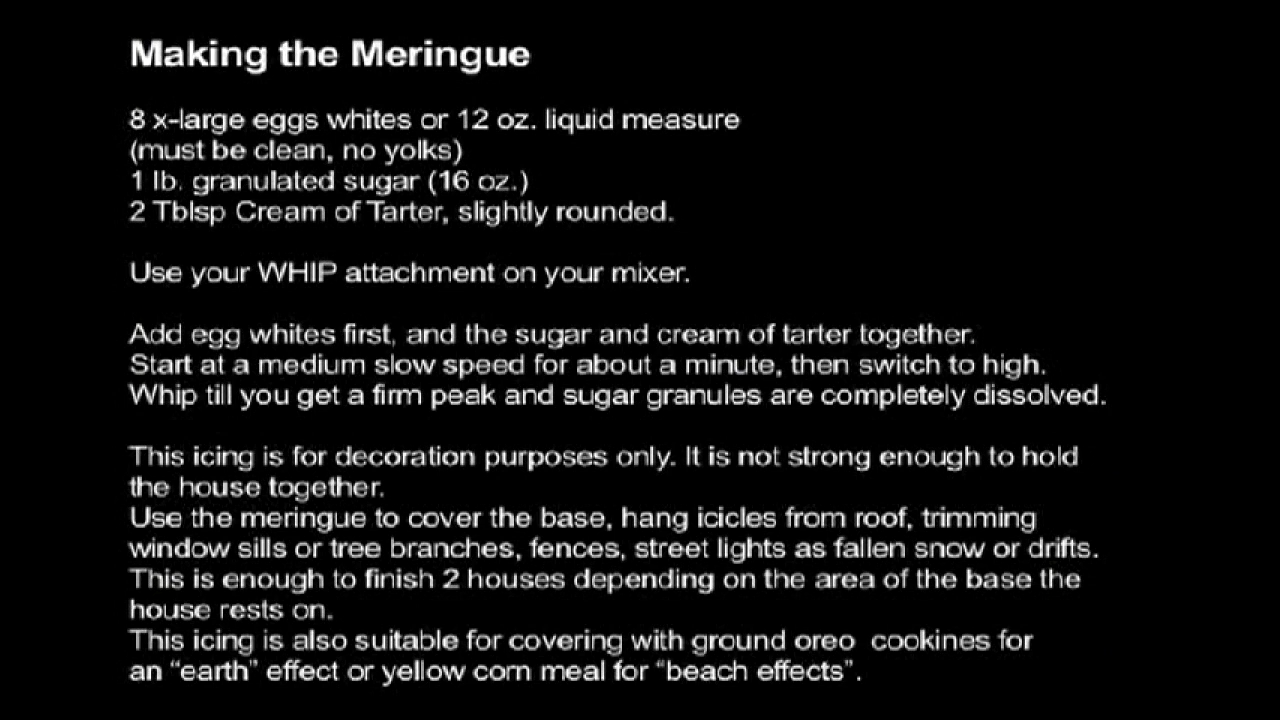 Making the Meringue
8 x-large eggs whites or 12 oz. liquid measure
(must be clean, no yolks)
1 lb. granulated sugar (16 oz.)
2 Tblsp Cream of Tarter, slightly rounded.
Use your WHIP attachment on your mixer.
Add egg whites first, and the sugar and cream of tarter together.
Start at a medium slow speed for about a minute, then switch to high.
Whip till you get a firm peak and sugar granules are completely dissolved.
This icing is for decoration purposes only. It is not strong enough to hold
the house together.
Use the meringue to cover the base, hang icicles from roof, trimming
window sills or tree branches, fences, street lights as fallen snow or drifts.
This is enough to finish 2 houses depending on the area of the base the
house rests on.
This icing is also suitable for covering with ground oreo  cookines for
an “earth” effect or yellow corn meal for “beach effects”.